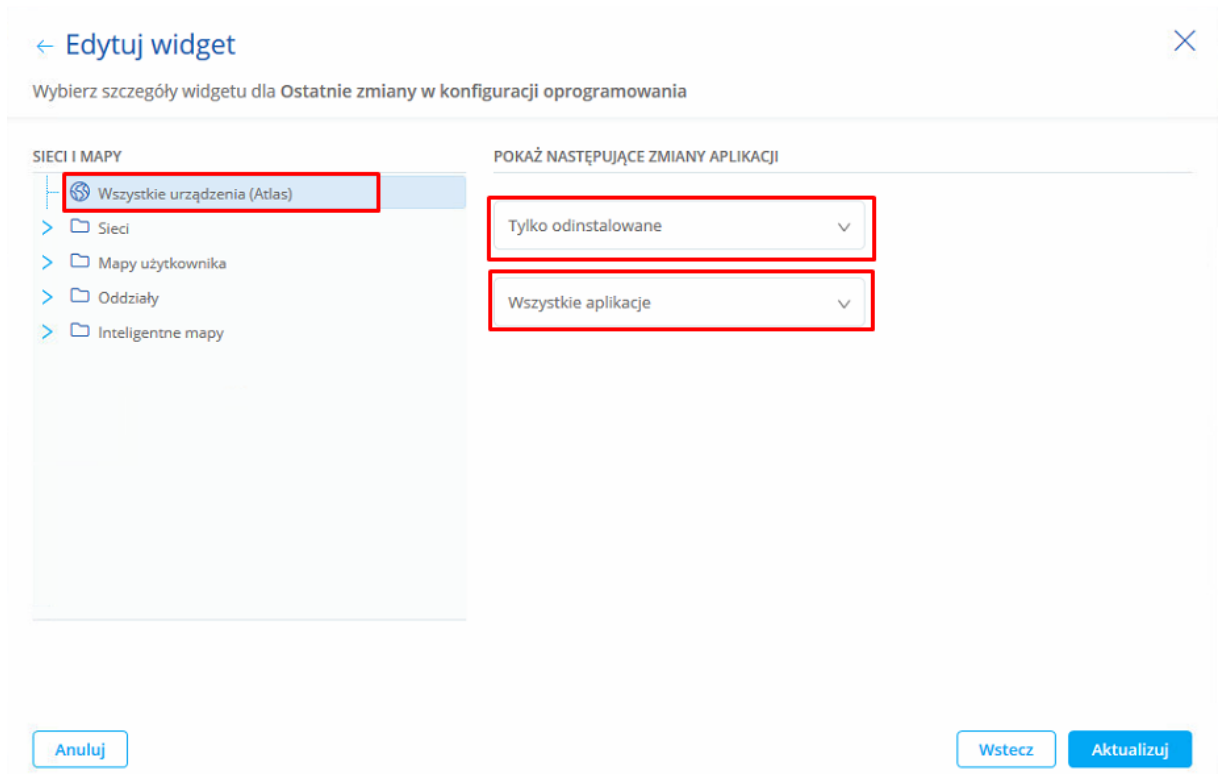 Edytuj widget
Wybierz szczegóły widgetu dla Ostatnie zmiany w konfiguracji oprogramowania
SIECI I MAPY
Wszystkie urządzenia (Atlas)
Sieci
Mapy użytkownika
Oddziały
Inteligentne mapy
POKAŻ NASTĘPUJĄCE ZMIANY APLIKACJI
Tylko odinstalowane
Wszystkie aplikacje
Anuluj
Wstecz
Aktualizuj